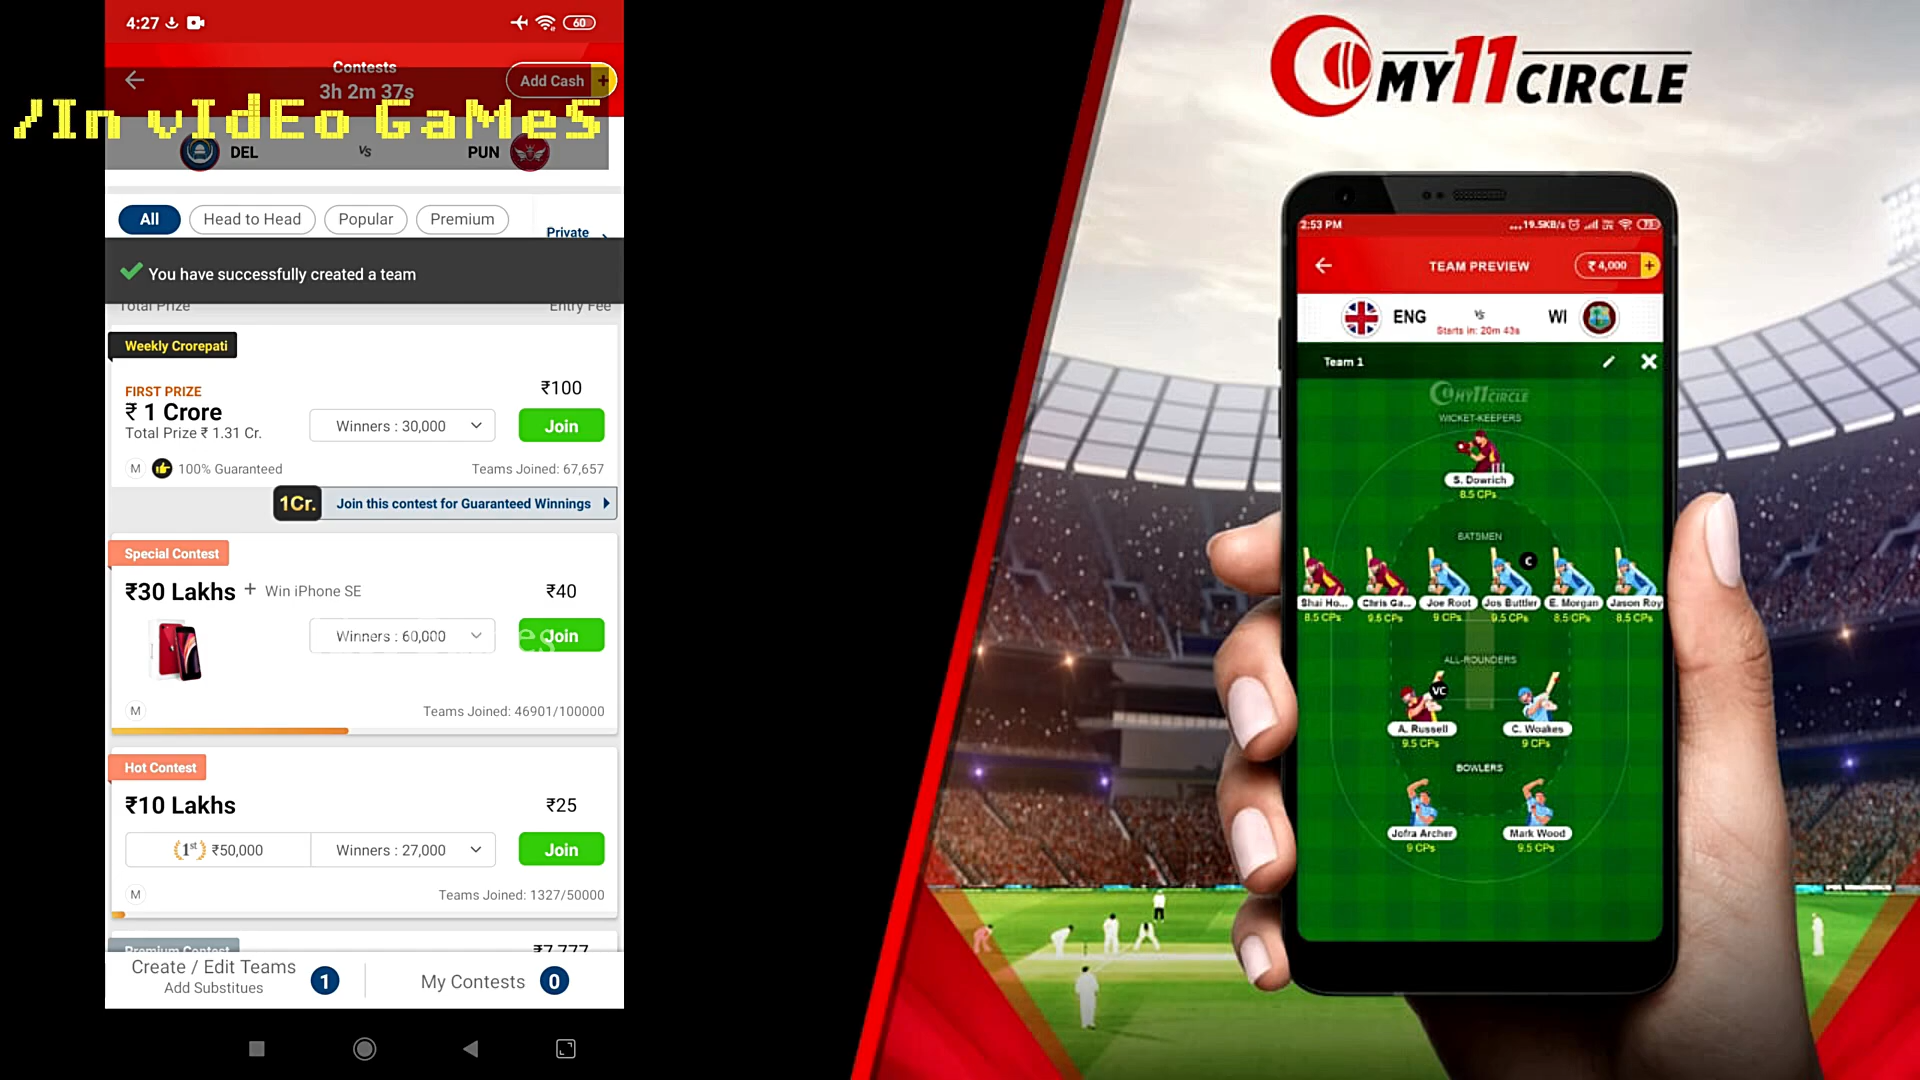 4:27
60
Contests
3h 2m 37s
Add Cash +
/In vIdEo GaMeS
DEL
Vs
PUN
All
Head to Head
Popular
Premium
Private
You have successfully created a team
Total Prize
Entry Fee
Weekly Crorepati
FIRST PRIZE
₹100
₹ 1 Crore
Total Prize ₹ 1.31 Cr.
Winners : 30,000
Join
M
100% Guaranteed
Teams Joined: 67,657
1Cr.
Join this contest for Guaranteed Winnings
Special Contest
₹30 Lakhs + Win iPhone SE
₹40
Winners : 60,000
Join
M
Teams Joined: 46901/100000
Hot Contest
₹10 Lakhs
₹25
1st ₹50,000
Winners : 27,000
Join
M
Teams Joined: 1327/50000
Premium Contest
₹7,777
Create / Edit Teams
Add Substitues
1
My Contests
0
MY11CIRCLE
2:53 PM
...19.5KB/s
TEAM PREVIEW
₹ 4,000 +
ENG
Vs
WI
Starts in: 20m 43s
Team 1
MY11CIRCLE
WICKET-KEEPERS
S. Dowrich
8.5 CPs
BATSMEN
C
Shai Ho...
Chris Ga...
Joe Root
Jos Buttler
E. Morgan
Jason Roy
8.5 CPs
9.5 CPs
9 CPs
9.5 CPs
8.5 CPs
8.5 CPs
ALL-ROUNDERS
VC
A. Russell
C. Woakes
9.5 CPs
9 CPs
BOWLERS
Jofra Archer
Mark Wood
9 CPs
9.5 CPs